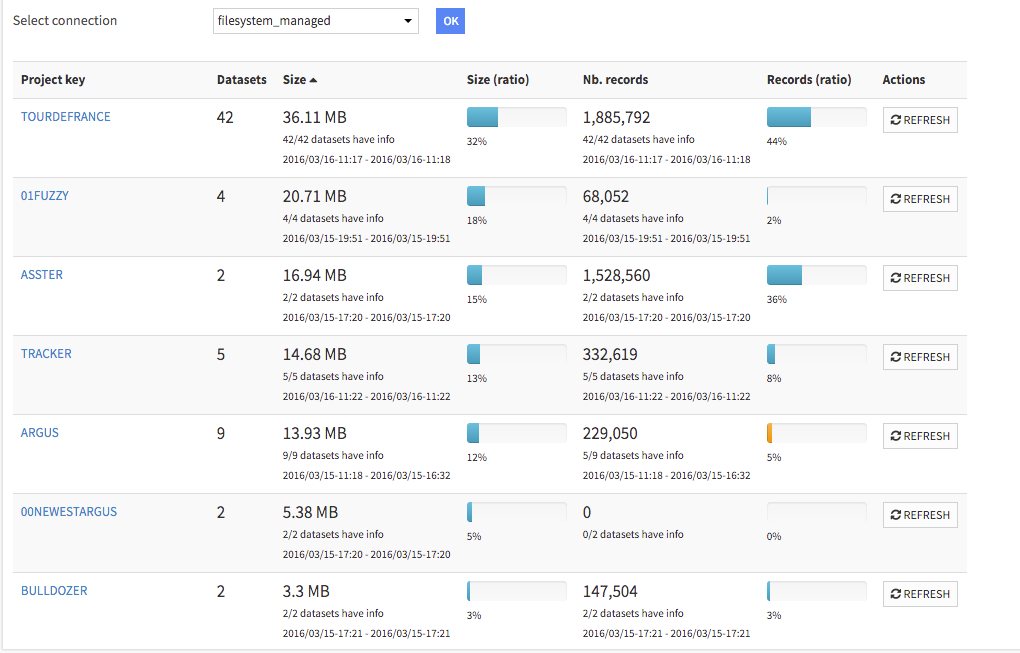 Select connection filesystem_managed OK
Project key Datasets Size Size (ratio) Nb. records Records (ratio) Actions
TOURDEFRANCE 42 36.11 MB 1,885,792 REFRESH
42/42 datasets have info 32% 42/42 datasets have info 44%
2016/03/16-11:17 - 2016/03/16-11:18 2016/03/16-11:17 - 2016/03/16-11:18
01FUZZY 4 20.71 MB 68,052 REFRESH
4/4 datasets have info 18% 4/4 datasets have info 2%
2016/03/15-19:51 - 2016/03/15-19:51 2016/03/15-19:51 - 2016/03/15-19:51
ASSTER 2 16.94 MB 1,528,560 REFRESH
2/2 datasets have info 15% 2/2 datasets have info 36%
2016/03/15-17:20 - 2016/03/15-17:20 2016/03/15-17:20 - 2016/03/15-17:20
TRACKER 5 14.68 MB 332,619 REFRESH
5/5 datasets have info 13% 5/5 datasets have info 8%
2016/03/16-11:22 - 2016/03/16-11:22 2016/03/16-11:22 - 2016/03/16-11:22
ARGUS 9 13.93 MB 229,050 REFRESH
9/9 datasets have info 12% 5/9 datasets have info 5%
2016/03/15-11:18 - 2016/03/15-16:32 2016/03/15-11:18 - 2016/03/15-16:32
00NEWESTARGUS 2 5.38 MB 0 REFRESH
2/2 datasets have info 5% 0/2 datasets have info 0%
2016/03/15-17:20 - 2016/03/15-17:20
BULLDOZER 2 3.3 MB 147,504 REFRESH
2/2 datasets have info 3% 2/2 datasets have info 3%
2016/03/15-17:21 - 2016/03/15-17:21 2016/03/15-17:21 - 2016/03/15-17:21